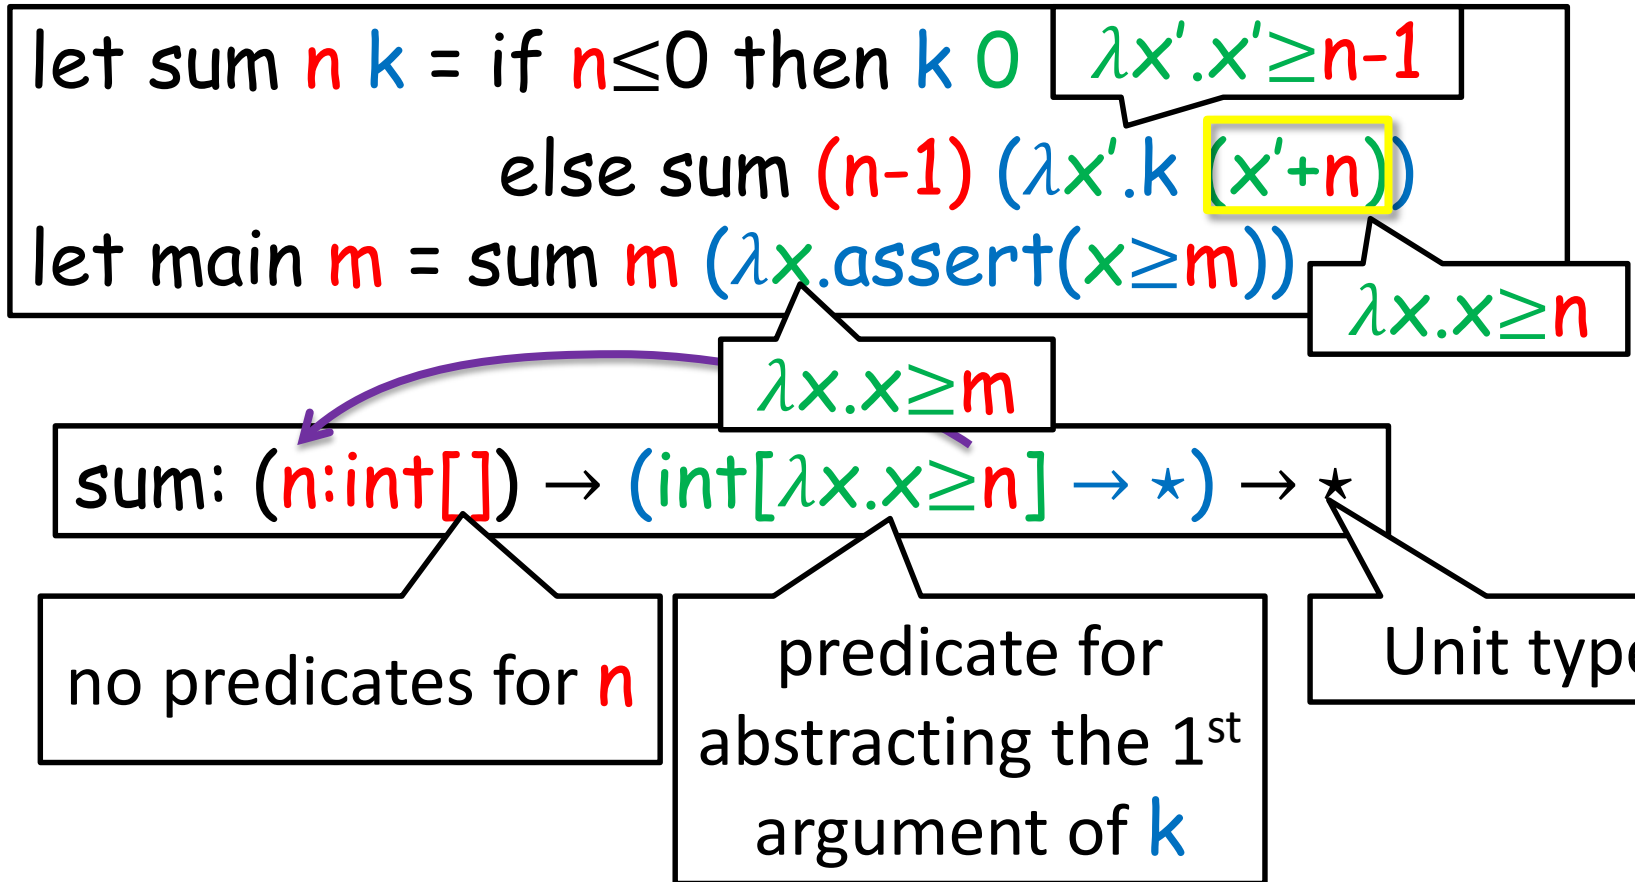 let sum n k = if n≤0 then k 0
λx'.x'≥n-1
else sum (n-1) (λx'.k (x'+n))
let main m = sum m (λx.assert(x≥m))
λx.x≥n
λx.x≥m
sum: (n:int[]) → (int[λx.x≥n] → ⋆) → ⋆
no predicates for n
predicate for
abstracting the 1st
argument of k
Unit type